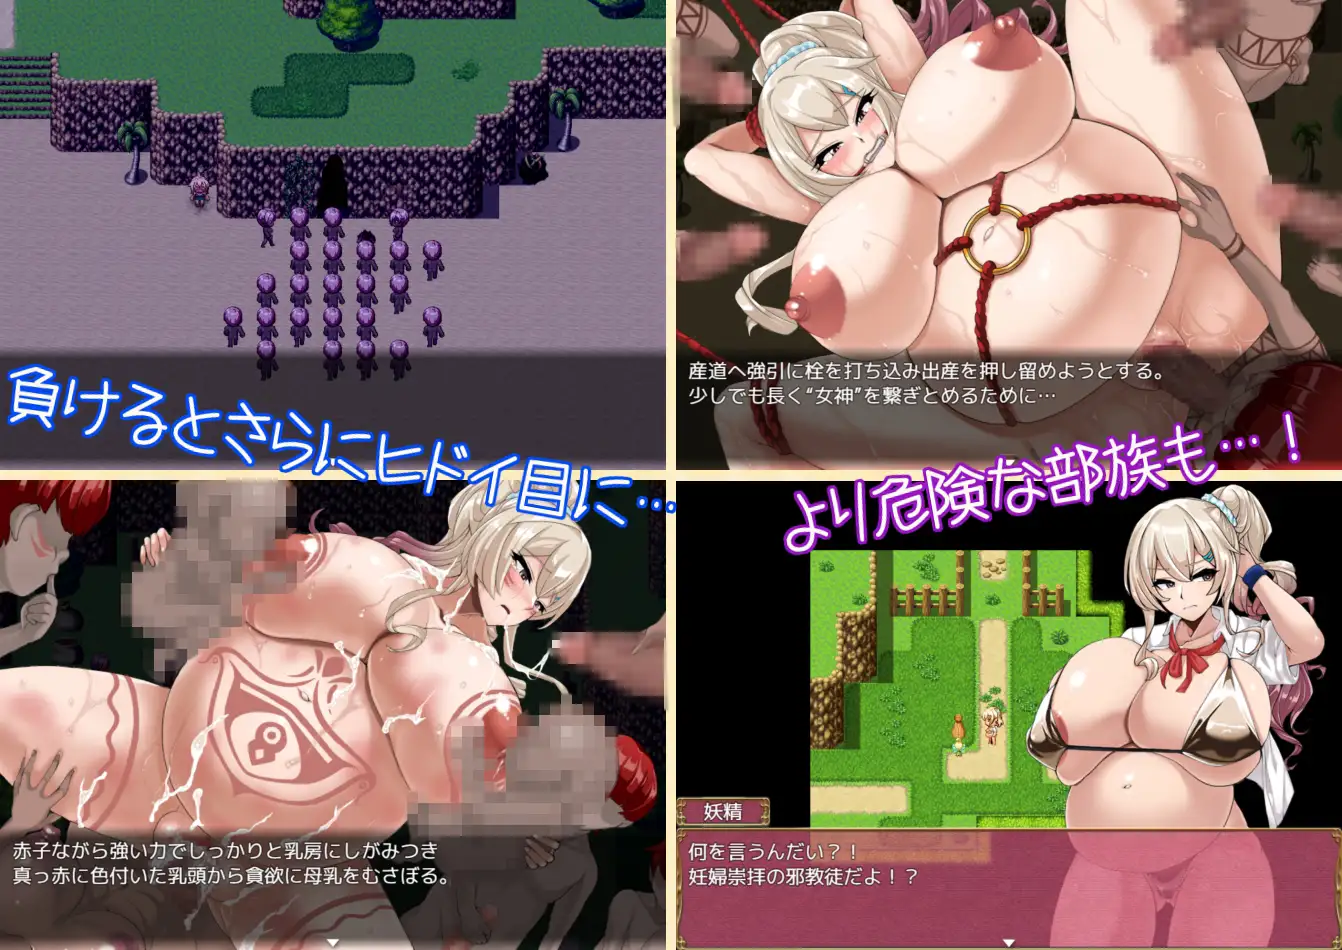 負けるとさらにヒドイ目に…
産道へ強引に栓を打ち込み出産を押し留めようとする。
少しでも長く“女神”を繋ぎとめるために…
より危険な部族も…！
赤子ながら強い力でしっかりと乳房にしがみつき
真っ赤に色付いた乳頭から貪欲に母乳をむさぼる。
妖精
何を言うんだい？！
妊婦崇拝の邪教徒だよ！？